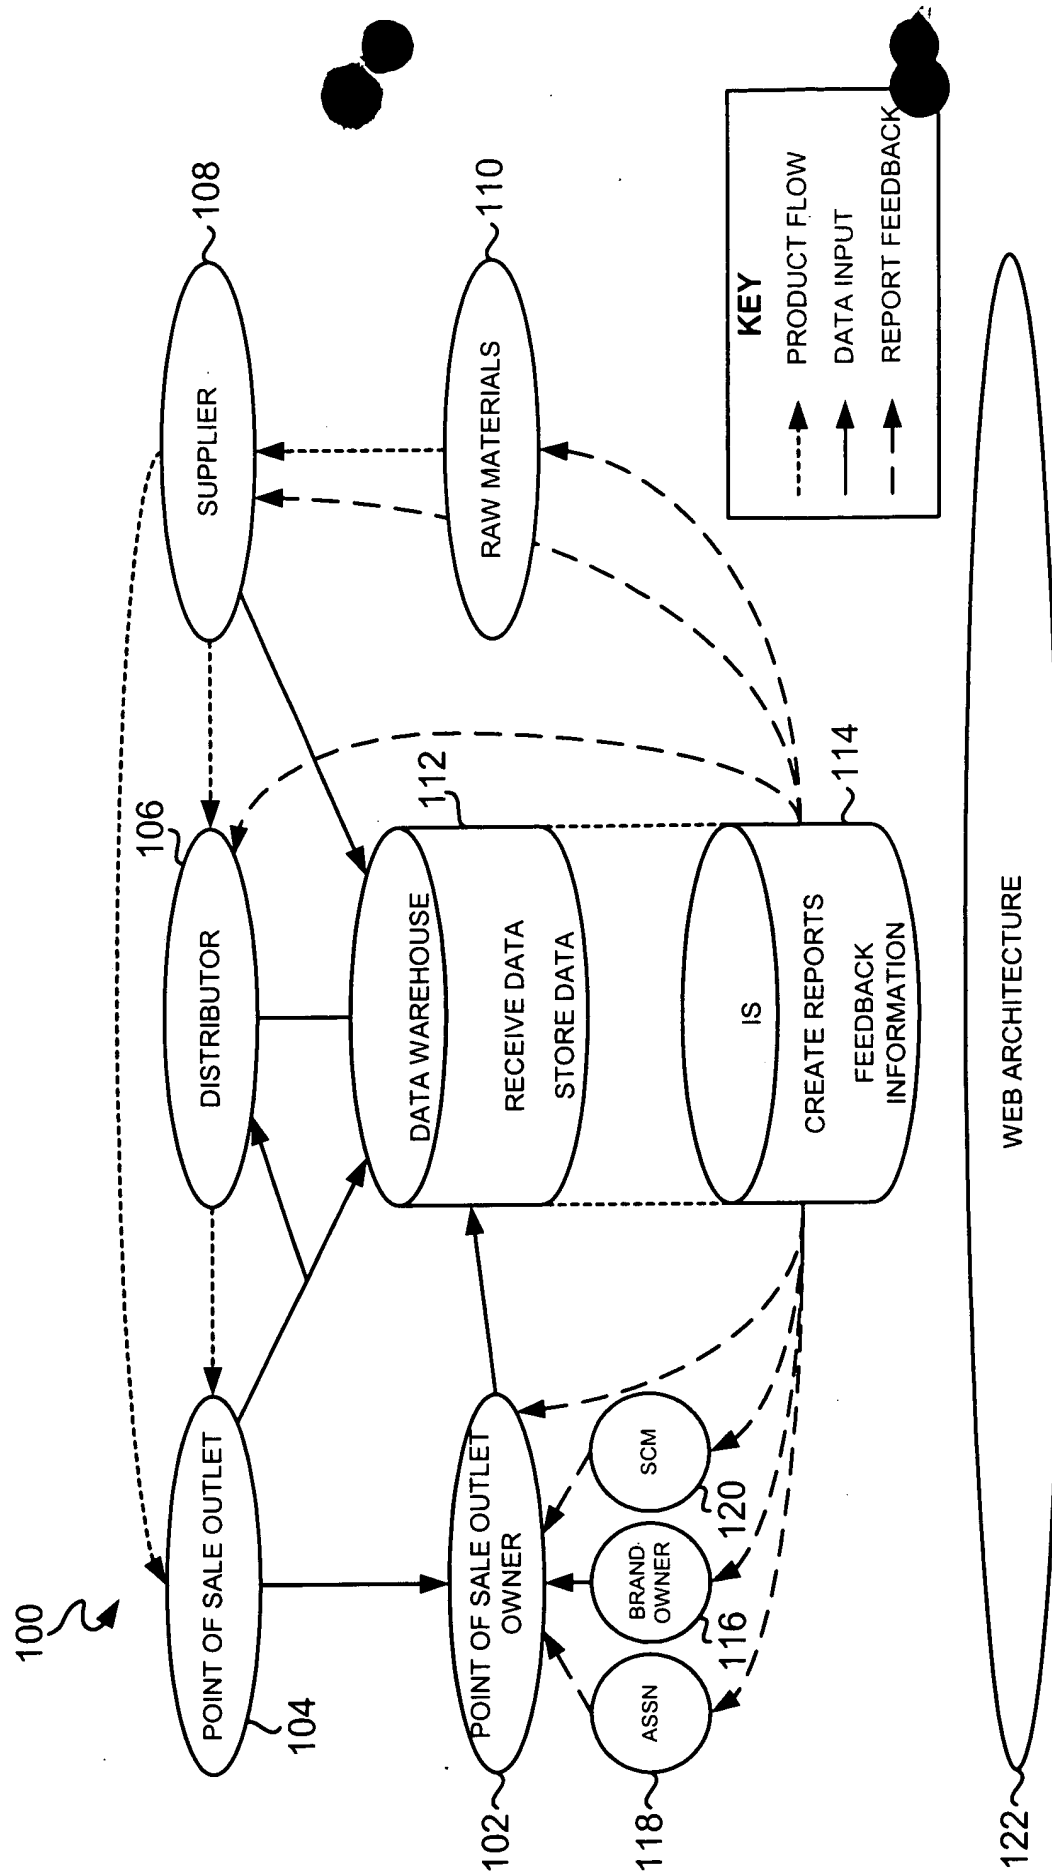 100
POINT OF SALE OUTLET
104
DISTRIBUTOR
106
SUPPLIER
108
POINT OF SALE OUTLET
OWNER
102
DATA WAREHOUSE
RECEIVE DATA
STORE DATA
112
RAW MATERIALS
110
ASSN
118
BRAND
OWNER
116
SCM
120
IS
CREATE REPORTS
FEEDBACK
INFORMATION
114
KEY
PRODUCT FLOW
DATA INPUT
REPORT FEEDBACK
WEB ARCHITECTURE
122